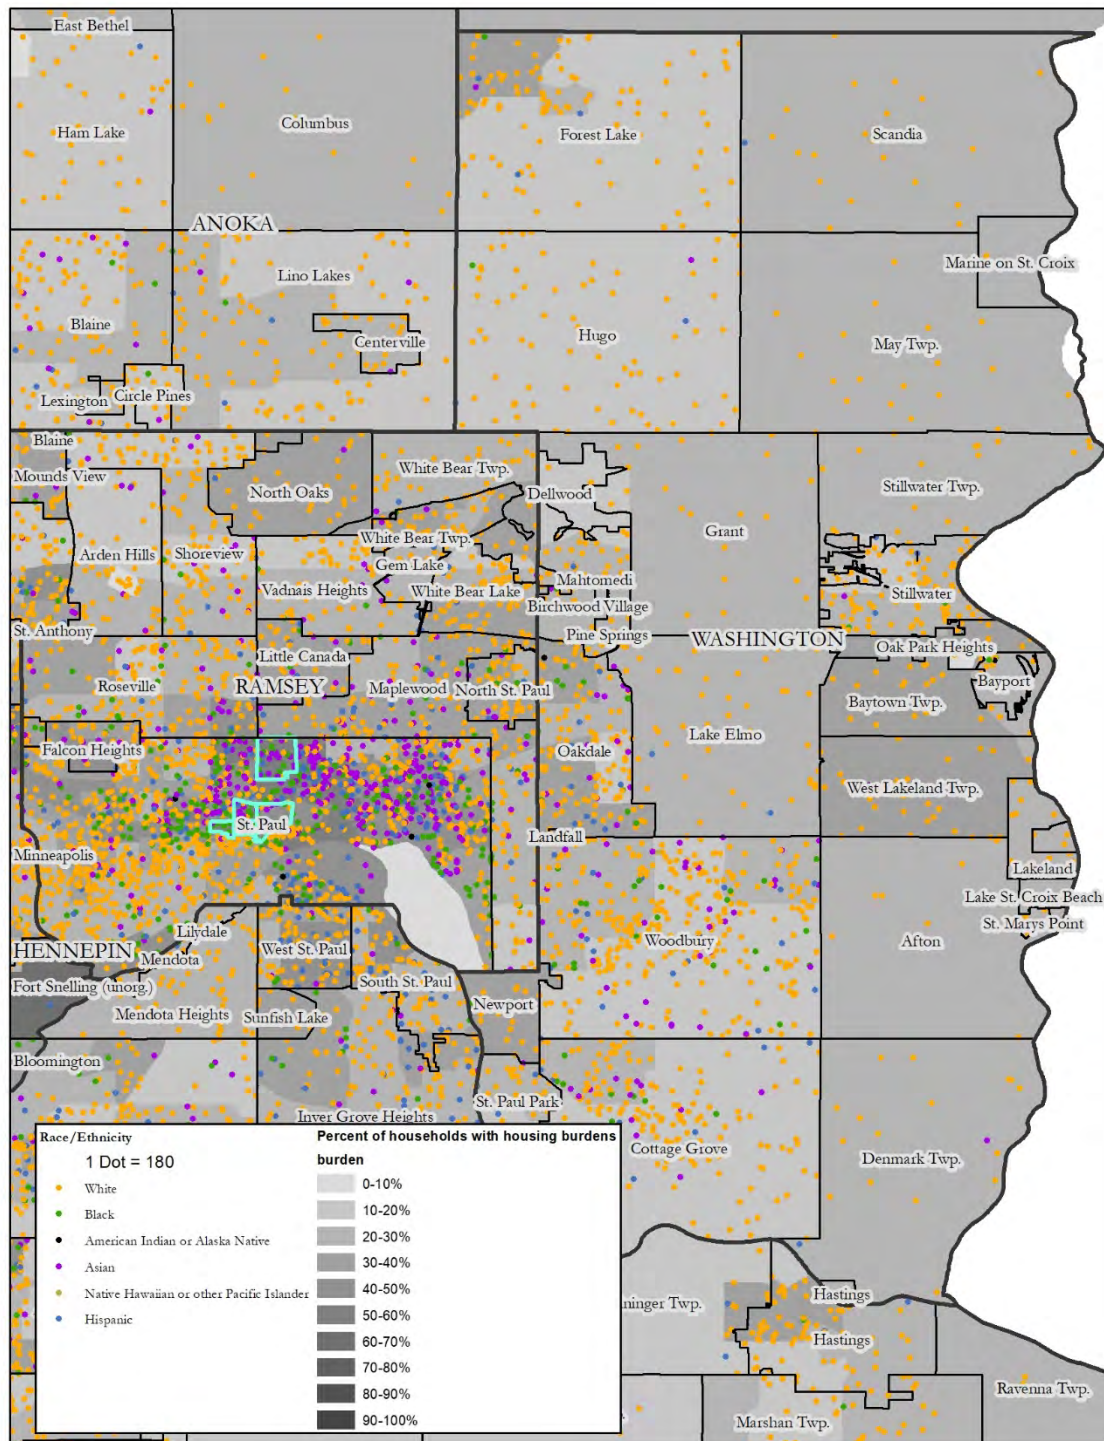 East Bethel
Ham Lake
Columbus
Forest Lake
Scandia
ANOKA
Marine on St. Croix
Lino Lakes
Blaine
Centerville
Hugo
May Twp.
Lexington
Circle Pines
Blaine
Mounds View
North Oaks
White Bear Twp.
Dellwood
Stillwater Twp.
Grant
White Bear Twp.
Arden Hills
Shoreview
Gem Lake
Vadnais Heights
White Bear Lake
Mahtomedi
Birchwood Village
Stillwater
St. Anthony
Pine Springs
WASHINGTON
Oak Park Heights
Little Canada
Roseville
RAMSEY
Maplewood
North St. Paul
Bayport
Baytown Twp.
Falcon Heights
Oakdale
Lake Elmo
West Lakeland Twp.
St. Paul
Landfall
Minneapolis
Lakeland
Lake St. Croix Beach
St. Marys Point
Lilydale
HENNEPIN
Mendota
West St. Paul
Woodbury
Afton
Fort Snelling (unorg.)
South St. Paul
Mendota Heights
Sunfish Lake
Newport
Bloomington
St. Paul Park
Inver Grove Heights
Cottage Grove
Denmark Twp.
Race/Ethnicity
1 Dot = 180
White
Black
American Indian or Alaska Native
Asian
Native Hawaiian or other Pacific Islander
Hispanic
Percent of households with housing burdens
burden
0-10%
10-20%
20-30%
30-40%
40-50%
50-60%
60-70%
70-80%
80-90%
90-100%
ninger Twp.
Hastings
Hastings
Ravenna Twp.
Marshan Twp.